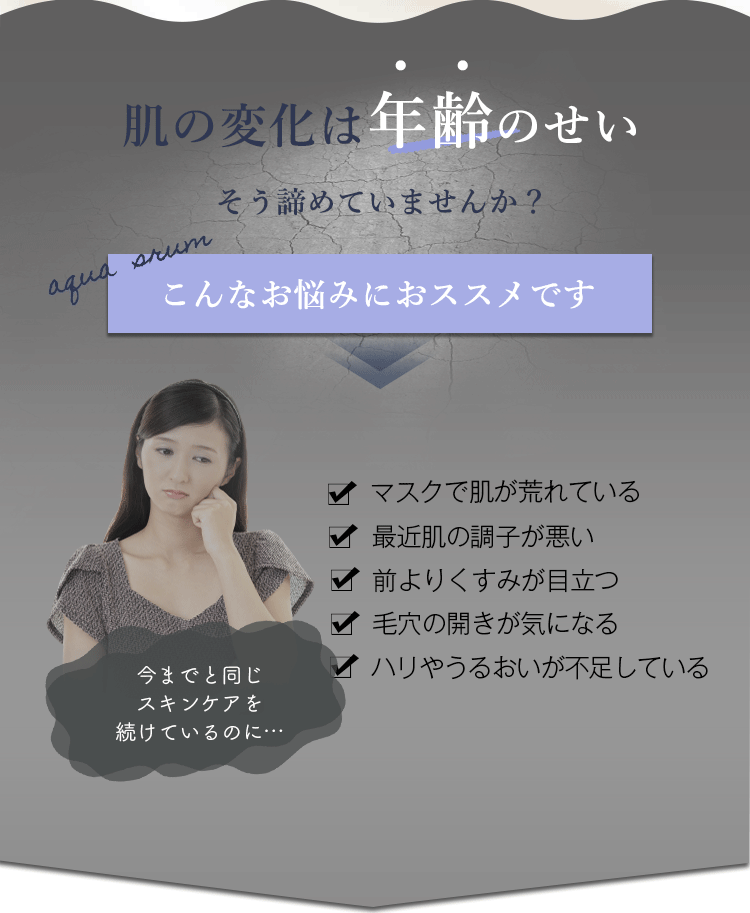 肌の変化は年齢のせい
そう諦めていませんか？
aqua srum
こんなお悩みにおススメです
マスクで肌が荒れている
最近肌の調子が悪い
前よりくすみが目立つ
毛穴の開きが気になる
ハリやうるおいが不足している
今までと同じ
スキンケアを
続けているのに…